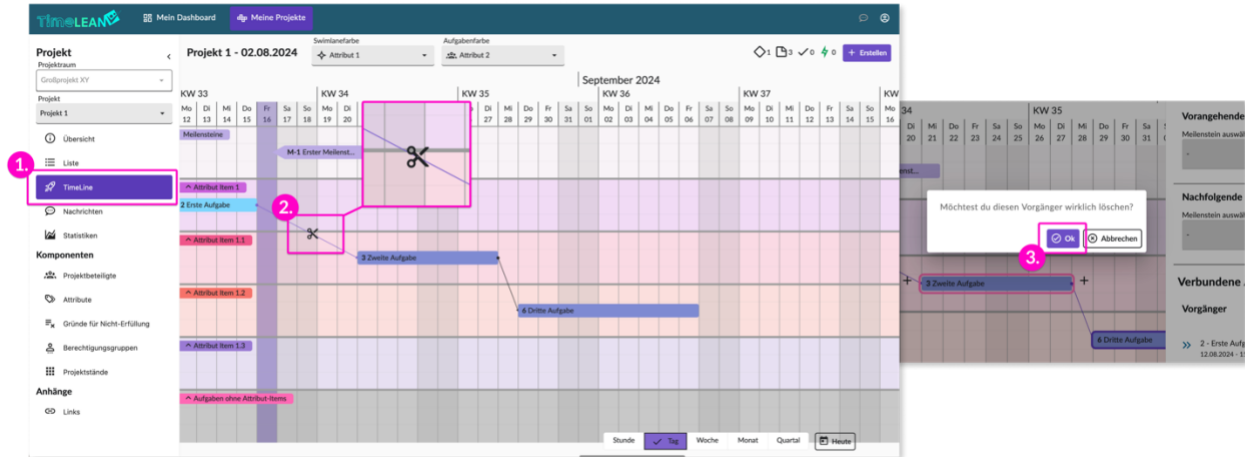 TimeLEAN
Mein Dashboard
Meine Projekte
Projekt
Projektraum
Großprojekt XY
Projekt
Projekt 1
Übersicht
Liste
1.
TimeLine
Nachrichten
Statistiken
Komponenten
Projektbeteiligte
Attribute
Gründe für Nicht-Erfüllung
Berechtigungsgruppen
Projektstände
Anhänge
Links
Projekt 1 - 02.08.2024
Swimlanefarbe
Attribut 1
Aufgabenfarbe
Attribut 2
1 3 0 0
+ Erstellen
September 2024
KW 33 KW 34 KW 35 KW 36 KW 37 KW
Mo Di Mi Do Fr Sa So Mo Di Di Mi Do Fr Sa So Mo Di Mi Do Fr Sa So Mo Di Mi Do Fr Sa So Mo
12 13 14 15 16 17 18 19 20 27 28 29 30 31 01 02 03 04 05 06 07 08 09 10 11 12 13 14 15 16
Meilensteine
M-1 Erster Meilenst...
Attribut Item 1
2 Erste Aufgabe
2.
Attribut Item 1.1
3 Zweite Aufgabe
Attribut Item 1.2
6 Dritte Aufgabe
Attribut Item 1.3
Aufgaben ohne Attribut-Items
Stunde
Tag
Woche
Monat
Quartal
Heute
34 KW 35
Di Mi Do Fr Sa So Mo Di Mi Do Fr Sa
20 21 22 23 24 25 26 27 28 29 30 31
enst...
Möchtest du diesen Vorgänger wirklich löschen?
Ok
Abbrechen
3.
3 Zweite Aufgabe
6 Dritte Aufgabe
Vorangehende
Meilenstein auswäl
-
Nachfolgende
Meilenstein auswäl
-
Verbundene
Vorgänger
2 - Erste Aufg
12.08.2024 - 1